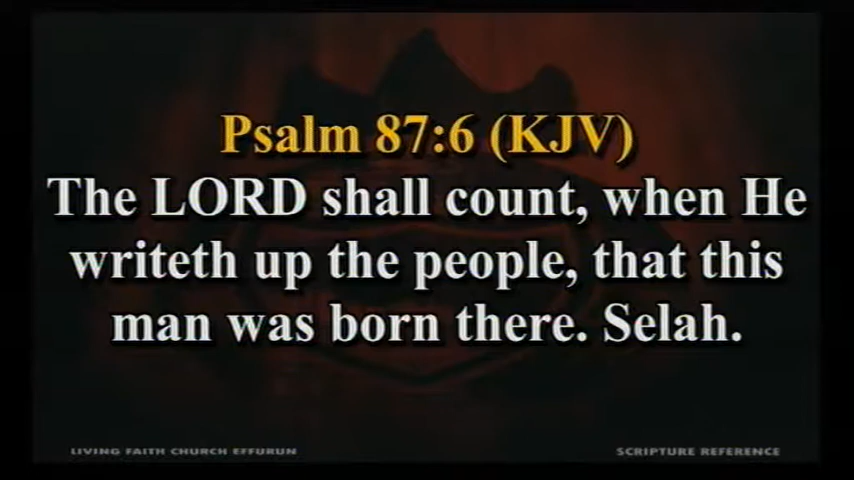 Psalm 87:6 (KJV)
The LORD shall count, when He
writeth up the people, that this
man was born there. Selah.
LIVING FAITH CHURCH EFFURUN
SCRIPTURE REFERENCE